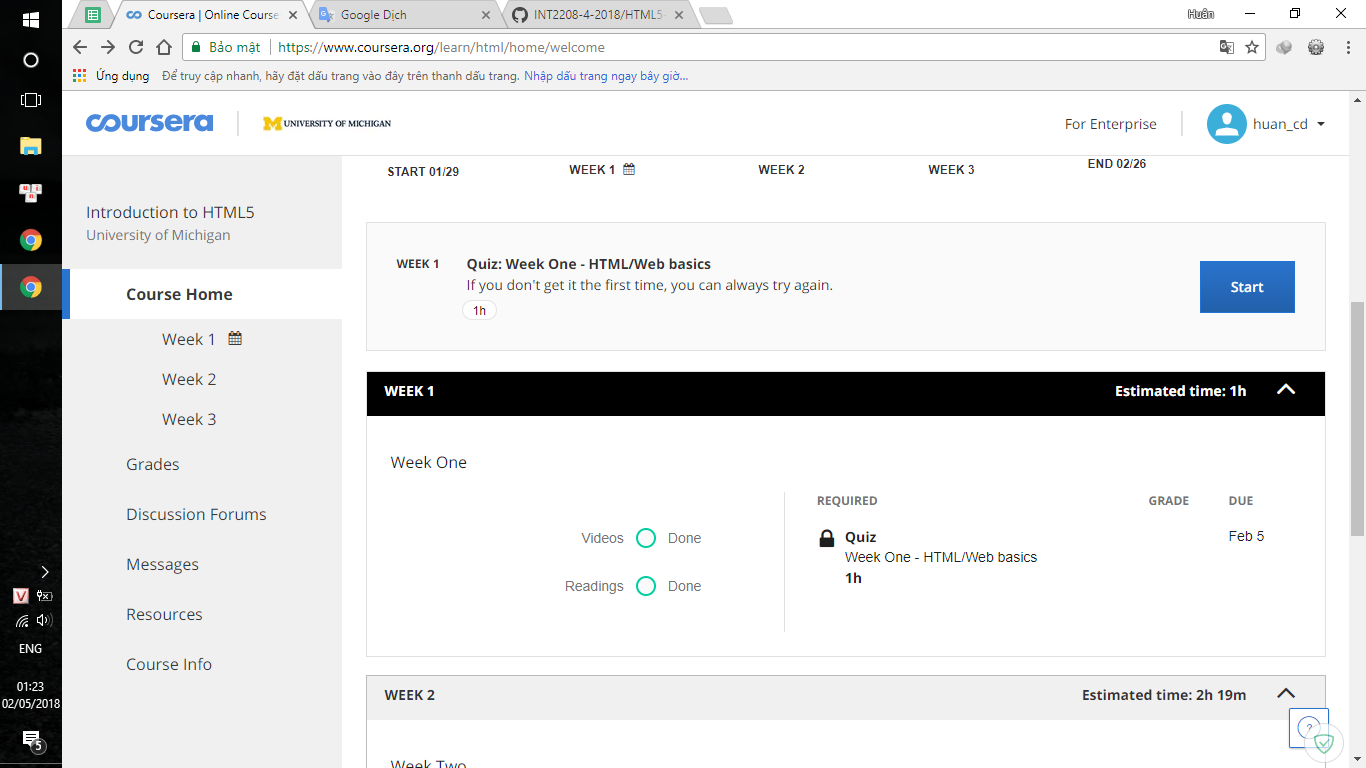 Coursera | Online Course
Google Dịch
INT2208-4-2018/HTML5
Huân
Bảo mật
https://www.coursera.org/learn/html/home/welcome
Ứng dụng
Để truy cập nhanh, hãy đặt dấu trang vào đây trên thanh dấu trang.
Nhập dấu trang ngay bây giờ...
coursera
M UNIVERSITY OF MICHIGAN
For Enterprise
huan_cd
START 01/29
WEEK 1
WEEK 2
WEEK 3
END 02/26
Introduction to HTML5
University of Michigan
Course Home
Week 1
Week 2
Week 3
Grades
Discussion Forums
Messages
Resources
Course Info
WEEK 1
Quiz: Week One - HTML/Web basics
If you don't get it the first time, you can always try again.
1h
Start
WEEK 1
Estimated time: 1h
Week One
Videos
Done
Readings
Done
REQUIRED
GRADE
DUE
Quiz
Feb 5
Week One - HTML/Web basics
1h
WEEK 2
Estimated time: 2h 19m
Week Two
?
V
ENG
01:23
02/05/2018
5